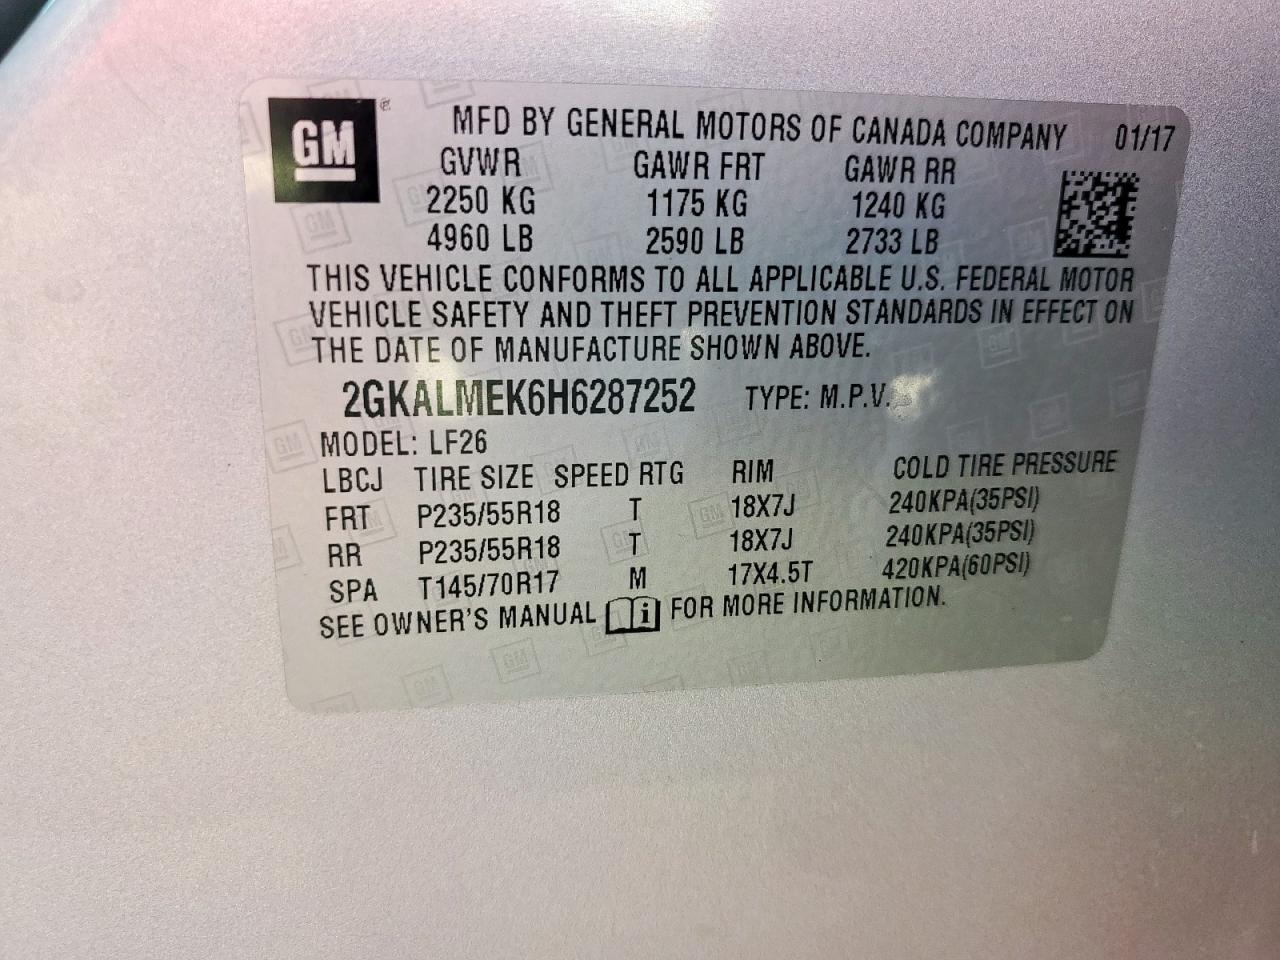 GM ® MFD BY GENERAL MOTORS OF CANADA COMPANY 01/17
GVWR GAWR FRT GAWR RR
2250 KG 1175 KG 1240 KG
4960 LB 2590 LB 2733 LB
THIS VEHICLE CONFORMS TO ALL APPLICABLE U.S. FEDERAL MOTOR
VEHICLE SAFETY AND THEFT PREVENTION STANDARDS IN EFFECT ON
THE DATE OF MANUFACTURE SHOWN ABOVE.
2GKALMEK6H6287252 TYPE: M.P.V.
MODEL: LF26
LBCJ TIRE SIZE SPEED RTG RIM COLD TIRE PRESSURE
FRT P235/55R18 T 18X7J 240KPA(35PSI)
RR P235/55R18 T 18X7J 240KPA(35PSI)
SPA T145/70R17 M 17X4.5T 420KPA(60PSI)
SEE OWNER'S MANUAL i FOR MORE INFORMATION.